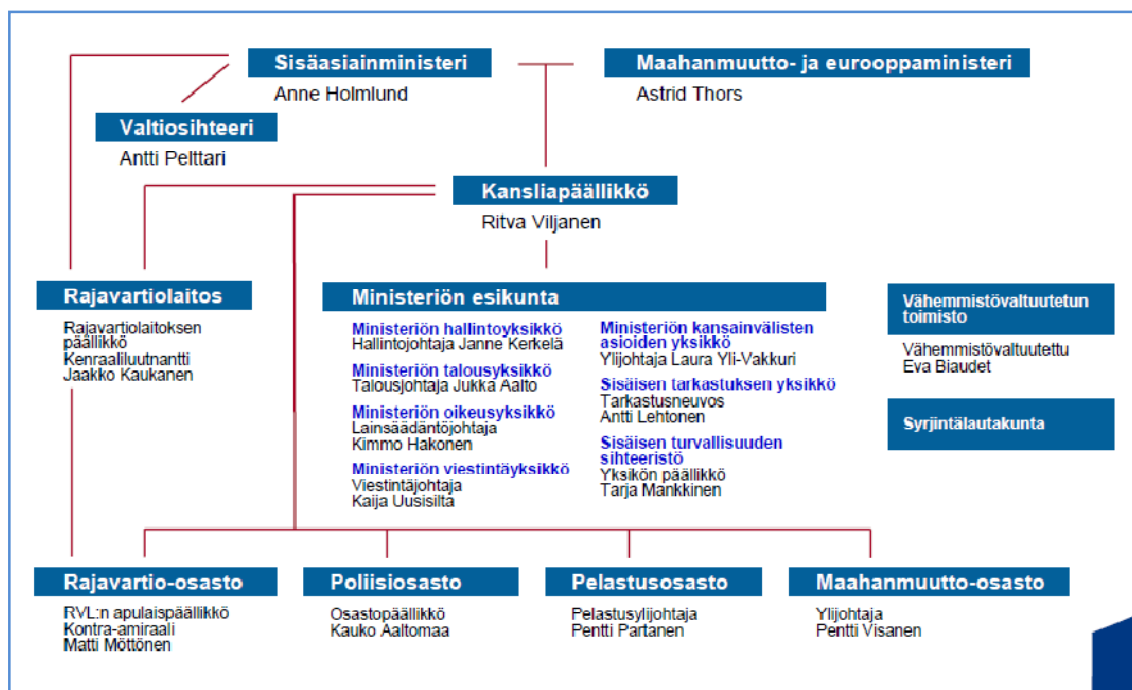 Sisäasiainministeri
Anne Holmlund
Maahanmuutto- ja eurooppaministeri
Astrid Thors
Valtiosihteeri
Antti Pelttari
Kansliapäällikkö
Ritva Viljanen
Rajavartiolaitos
Rajavartiolaitoksen
päällikkö
Kenraaliluutnantti
Jaakko Kaukanen
Ministeriön esikunta
Ministeriön hallintoyksikkö
Hallintojohtaja Janne Kerkelä
Ministeriön talousyksikkö
Talousjohtaja Jukka Aalto
Ministeriön oikeusyksikkö
Lainsäädäntöjohtaja
Kimmo Hakonen
Ministeriön viestintäyksikkö
Viestintäjohtaja
Kaija Uusisilta
Ministeriön kansainvälisten
asioiden yksikkö
Ylijohtaja Laura Yli-Vakkuri
Sisäisen tarkastuksen yksikkö
Tarkastusneuvos
Antti Lehtonen
Sisäisen turvallisuuden
sihteeristö
Yksikön päällikkö
Tarja Mankkinen
Vähemmistövaltuutetun
toimisto
Vähemmistövaltuutettu
Eva Biaudet
Syrjintälautakunta
Rajavartio-osasto
RVL:n apulaispäällikkö
Kontra-amiraali
Matti Möttönen
Poliisiosasto
Osastopäällikkö
Kauko Aaltomaa
Pelastusosasto
Pelastusylijohtaja
Pentti Partanen
Maahanmuutto-osasto
Ylijohtaja
Pentti Visanen